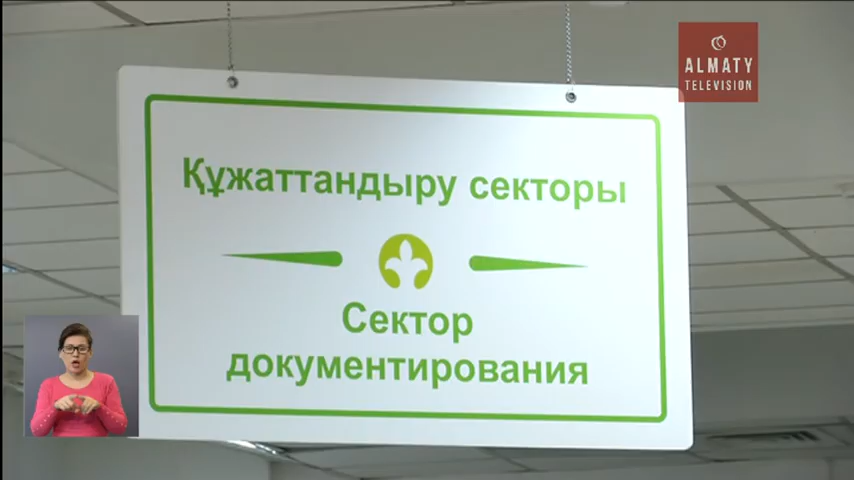 ALMATY
TELEVISION
Құжаттандыру секторы
Сектор
документирования